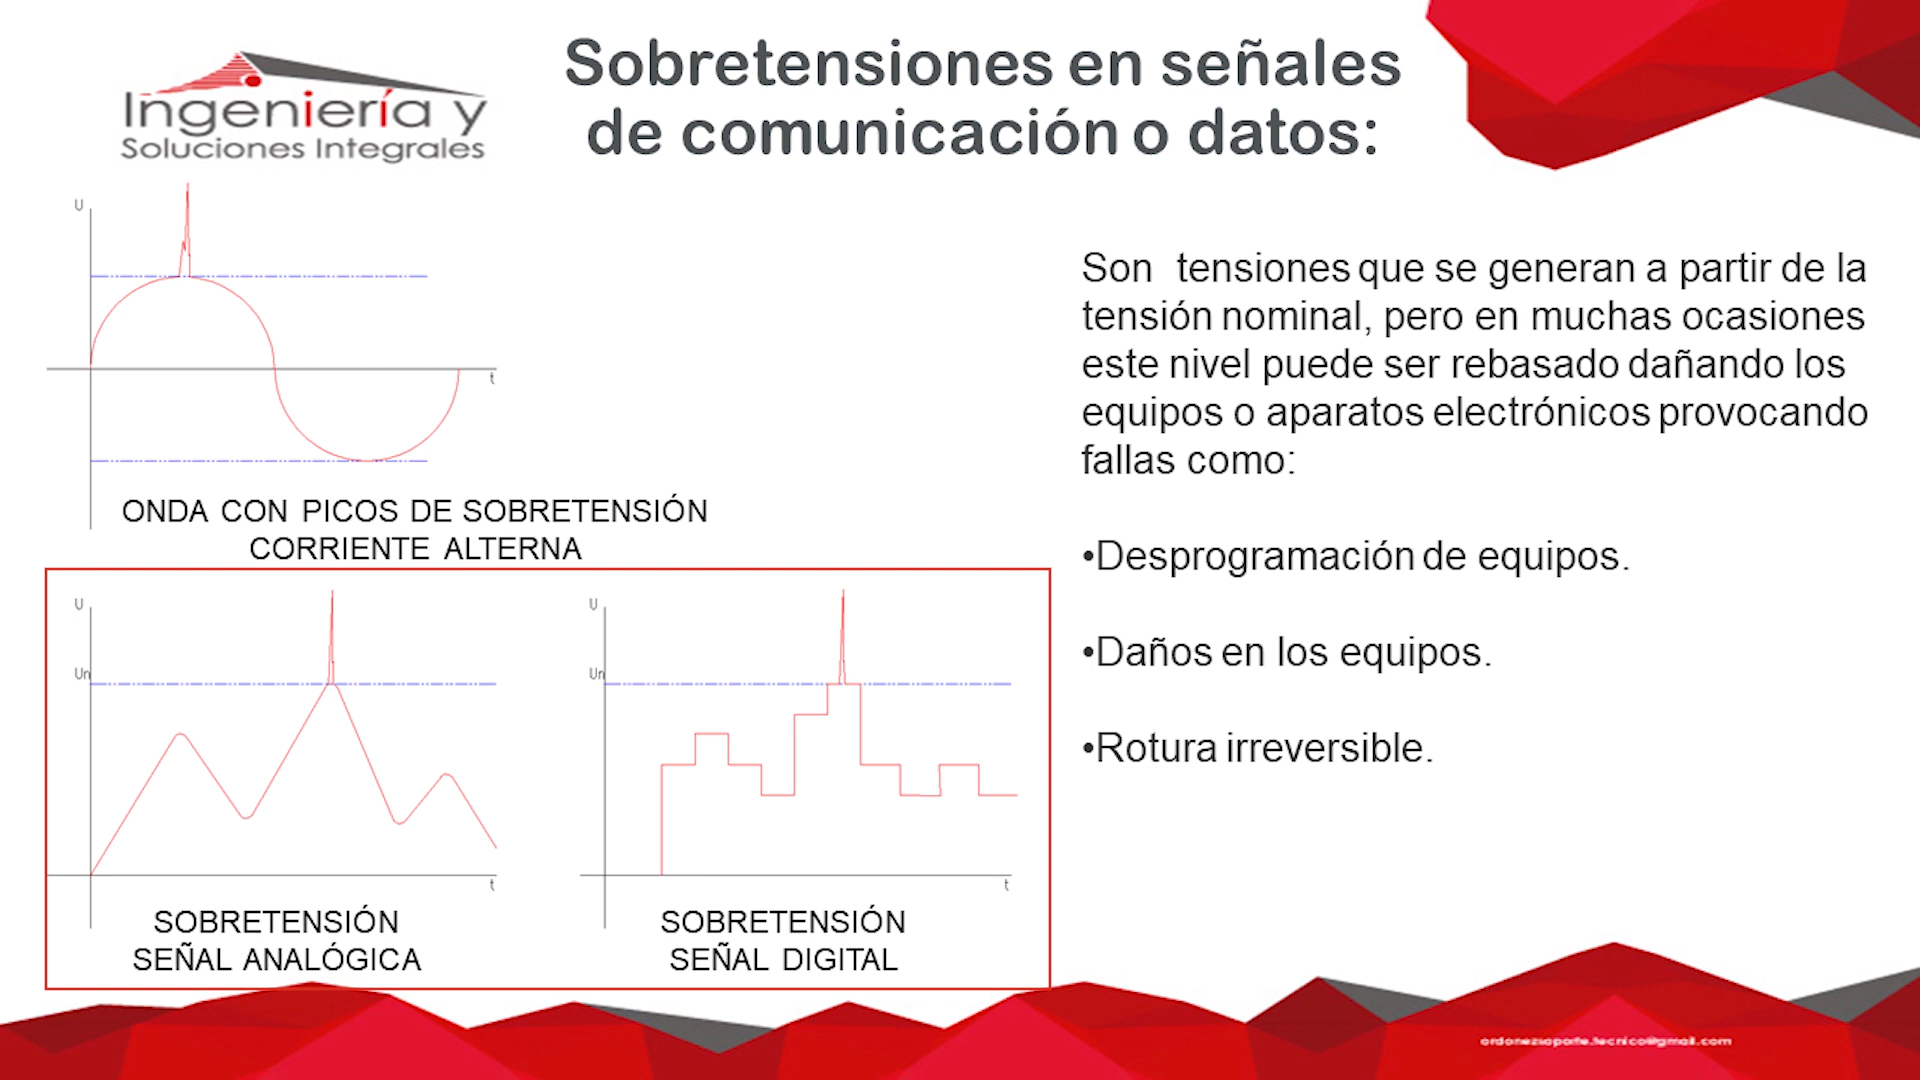 Ingeniería y
Soluciones Integrales
Sobretensiones en señales
de comunicación o datos:
U
t
ONDA CON PICOS DE SOBRETENSIÓN
CORRIENTE ALTERNA
U
Un
t
SOBRETENSIÓN
SEÑAL ANALÓGICA
U
Un
t
SOBRETENSIÓN
SEÑAL DIGITAL
Son tensiones que se generan a partir de la
tensión nominal, pero en muchas ocasiones
este nivel puede ser rebasado dañando los
equipos o aparatos electrónicos provocando
fallas como:
•Desprogramación de equipos.
•Daños en los equipos.
•Rotura irreversible.